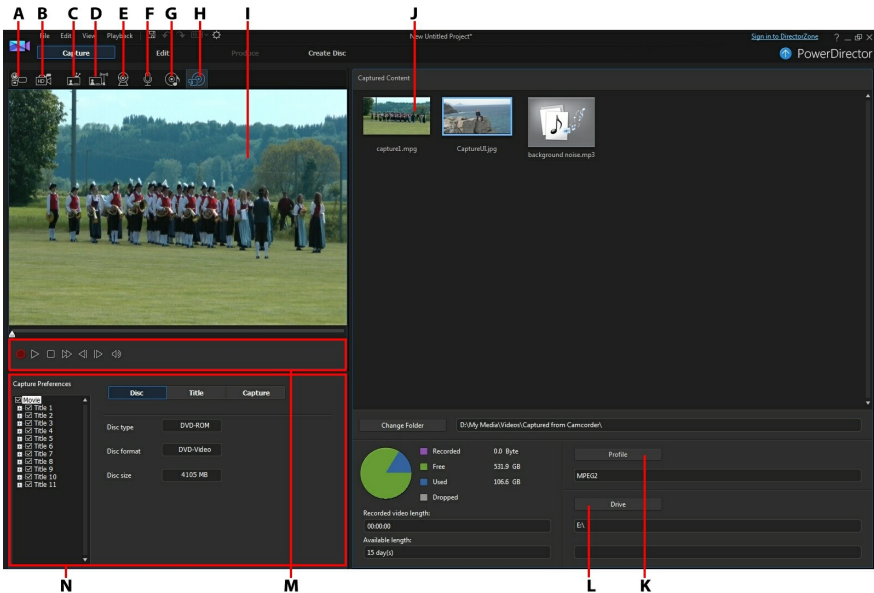 A B C D E F G H I J
File Edit View Playback
New Untitled Project*
Sign in to DirectorZone
?
Capture Edit Produce Create Disc
PowerDirector
HD
Captured Content
capture1.mpg
CaptureUI.jpg
background noise.mp3
Capture Preferences
Disc Title Capture
Movie
Title 1
Title 2
Title 3
Title 4
Title 5
Title 6
Title 7
Title 8
Title 9
Title 10
Title 11
Disc type DVD-ROM
Disc format DVD-Video
Disc size 4105 MB
Change Folder D:\My Media\Videos\Captured from Camcorder\
Recorded 0.0 Byte
Free 531.9 GB
Used 106.6 GB
Dropped
Recorded video length:
00:00:00
Available length:
15 day(s)
Profile
MPEG2
Drive
E:\
N M L K